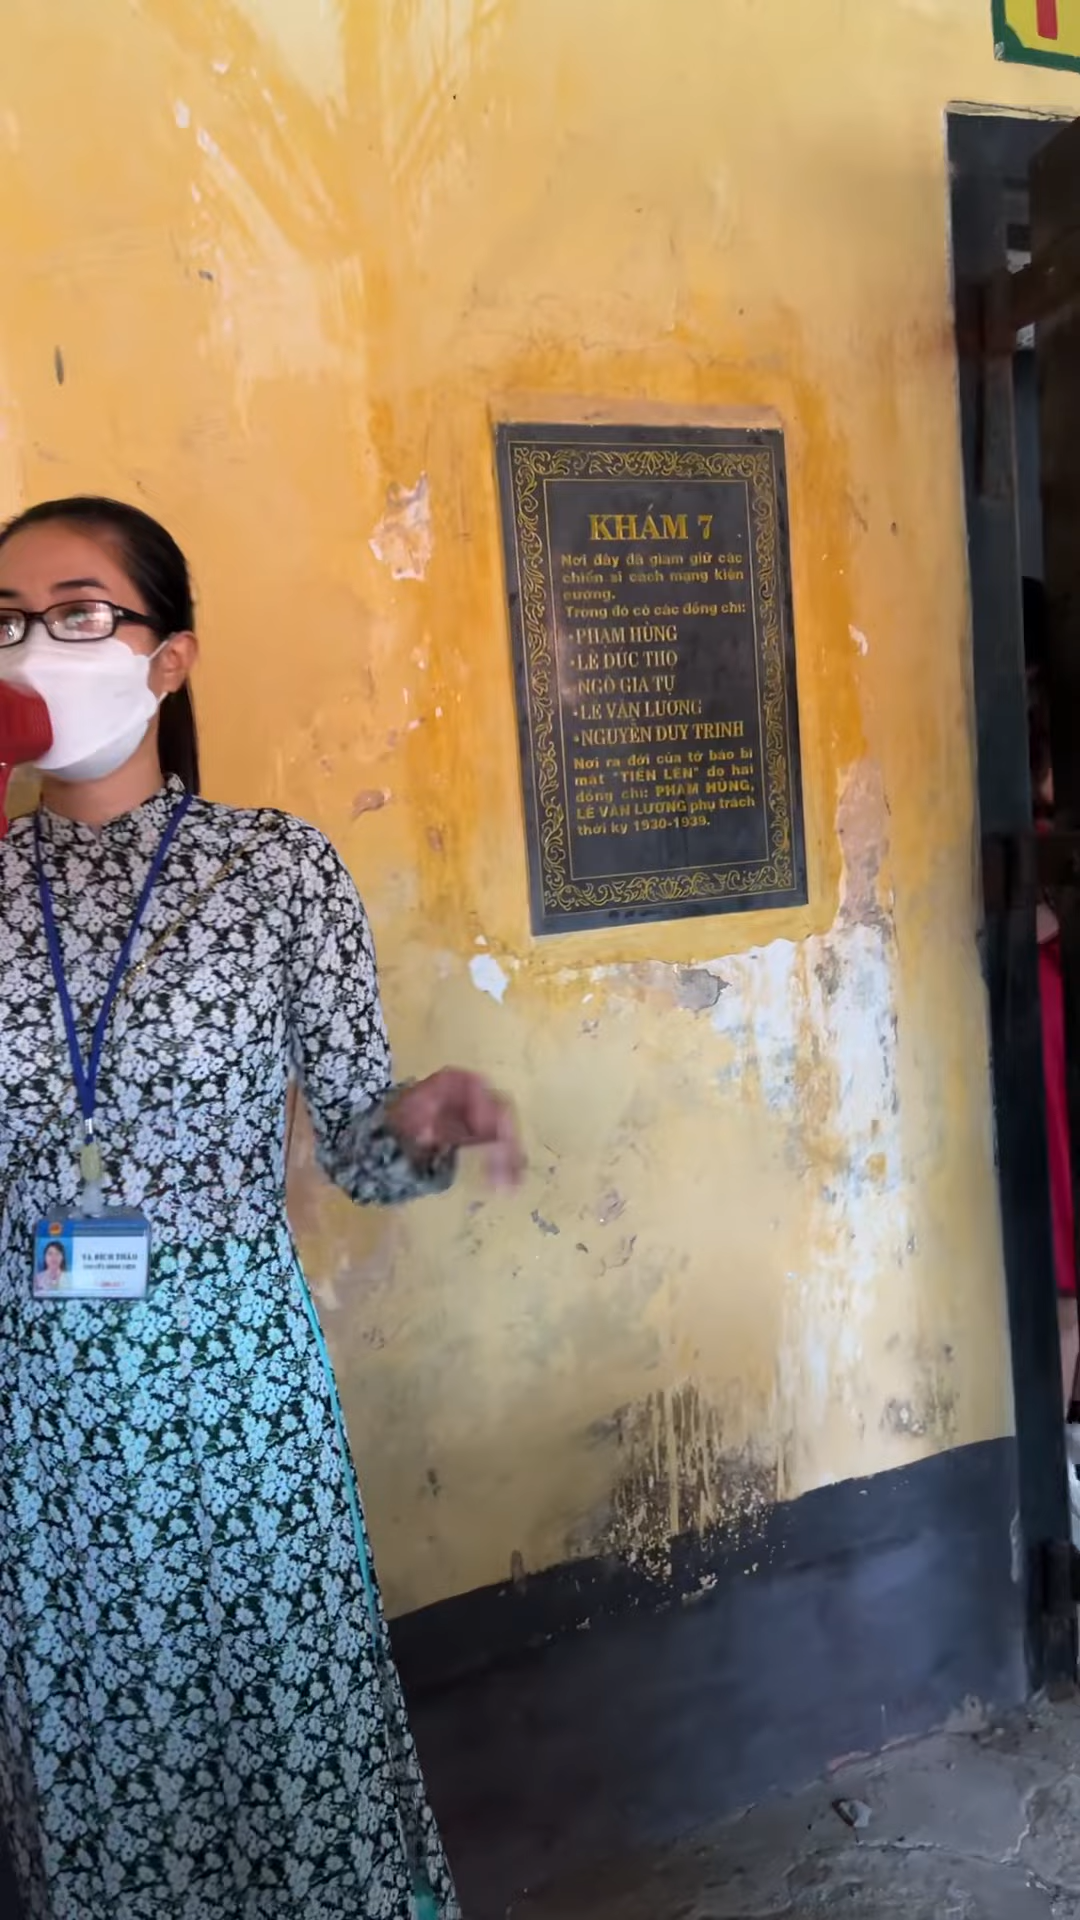 KHÁM 7
Nơi đây đã giam giữ các
chiến sĩ cách mạng kiên
cường.
Trong đó có các đồng chí:
•PHẠM HÙNG
•LÊ ĐỨC THỌ
NGÔ GIA TỰ
•LÊ VĂN LƯƠNG
•NGUYỄN DUY TRINH
Nơi ra đời của tờ báo bí
mật "TIẾN LÊN" do hai
đồng chí: PHẠM HÙNG,
LÊ VĂN LƯƠNG phụ trách
thời kỳ 1930-1939.